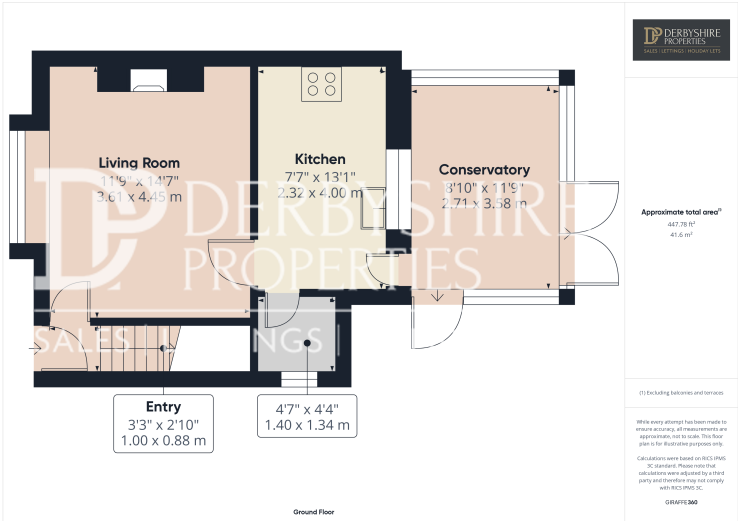 Living Room
11'9" x 14'7"
3.61 x 4.45 m
Kitchen
7'7" x 13'1"
2.32 x 4.00 m
Conservatory
8'10" x 11'9"
2.71 x 3.58 m
DERBYSHIRE
PROPERTIES
SALES | LETTINGS |
Entry
3'3" x 2'10"
1.00 x 0.88 m
4'7" x 4'4"
1.40 x 1.34 m
Ground Floor
DERBYSHIRE
PROPERTIES
SALES | LETTINGS | HOLIDAY LETS
Approximate total area⁽¹⁾
447.78 ft²
41.6 m²
(1) Excluding balconies and terraces
While every attempt has been made to
ensure accuracy, all measurements are
approximate, not to scale. This floor
plan is for illustrative purposes only.
Calculations were based on RICS IPMS
3C standard. Please note that
calculations were adjusted by a third
party and therefore may not comply
with RICS IPMS 3C.
GIRAFFE360